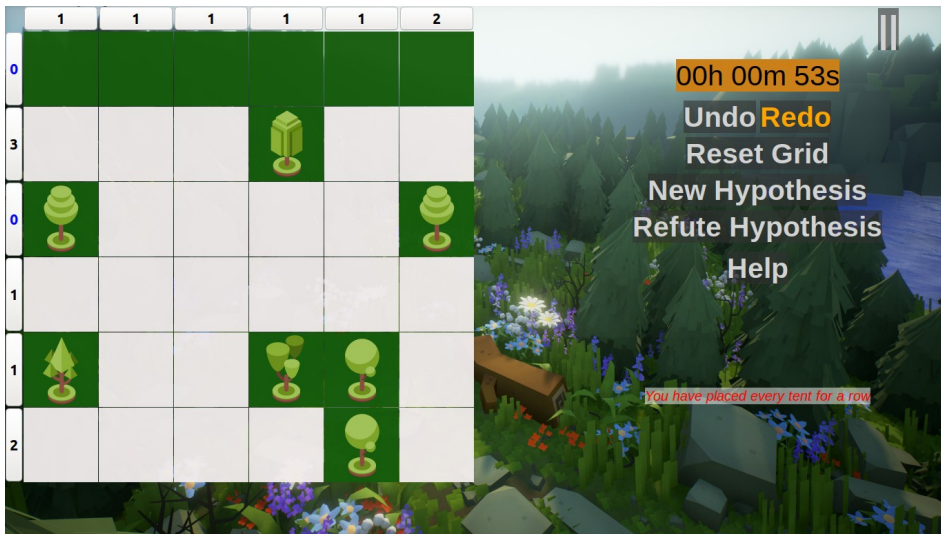 1 1 1 1 1 2
0
3
0
1
1
2
00h 00m 53s
Undo Redo
Reset Grid
New Hypothesis
Refute Hypothesis
Help
You have placed every tent for a row